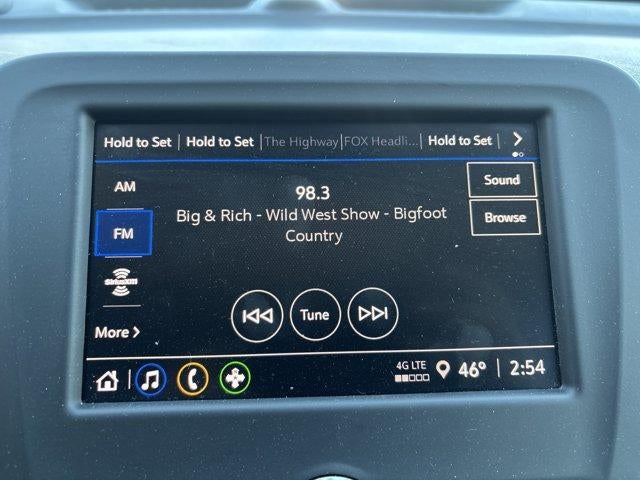 Hold to Set | Hold to Set | The Highway | FOX Headli... | Hold to Set |
AM
98.3
Sound
Big & Rich - Wild West Show - Bigfoot
Country
Browse
FM
SiriusXM
Tune
More
4G LTE
46° | 2:54